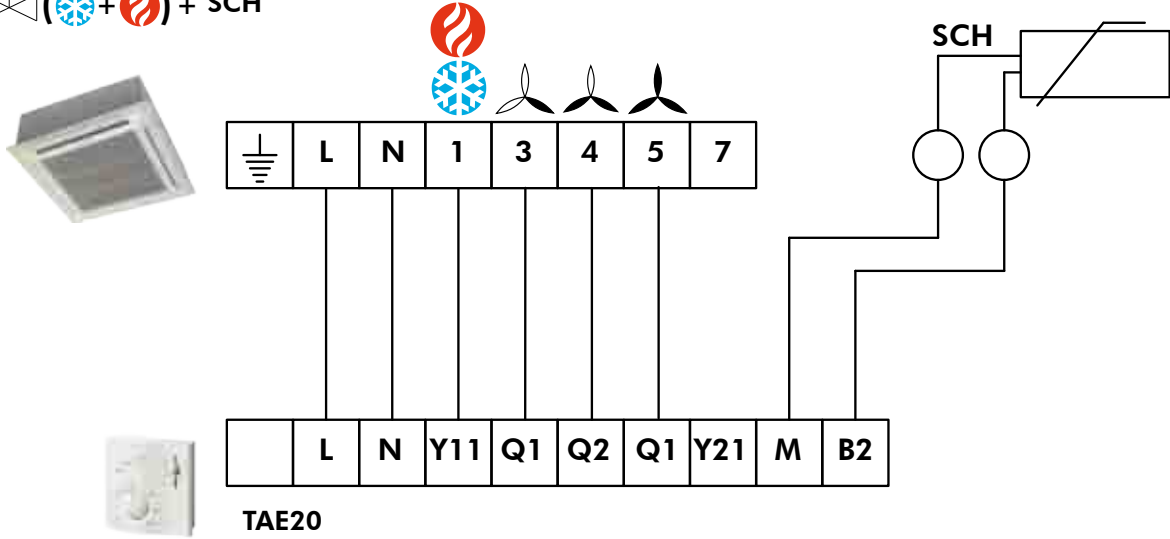 ( + ) + SCH
SCH
L N 1 3 4 5 7
L N Y11 Q1 Q2 Q1 Y21 M B2
TAE20